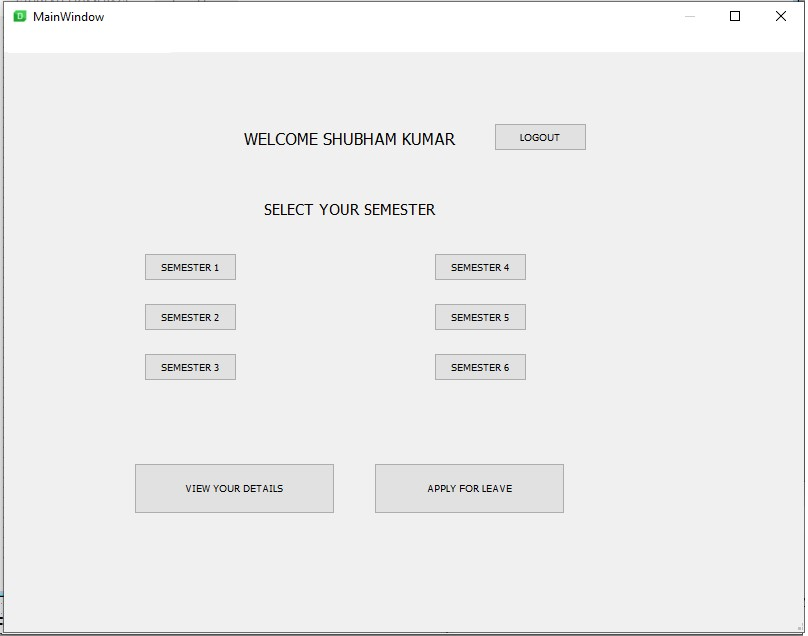 MainWindow
WELCOME SHUBHAM KUMAR
LOGOUT
SELECT YOUR SEMESTER
SEMESTER 1
SEMESTER 4
SEMESTER 2
SEMESTER 5
SEMESTER 3
SEMESTER 6
VIEW YOUR DETAILS
APPLY FOR LEAVE